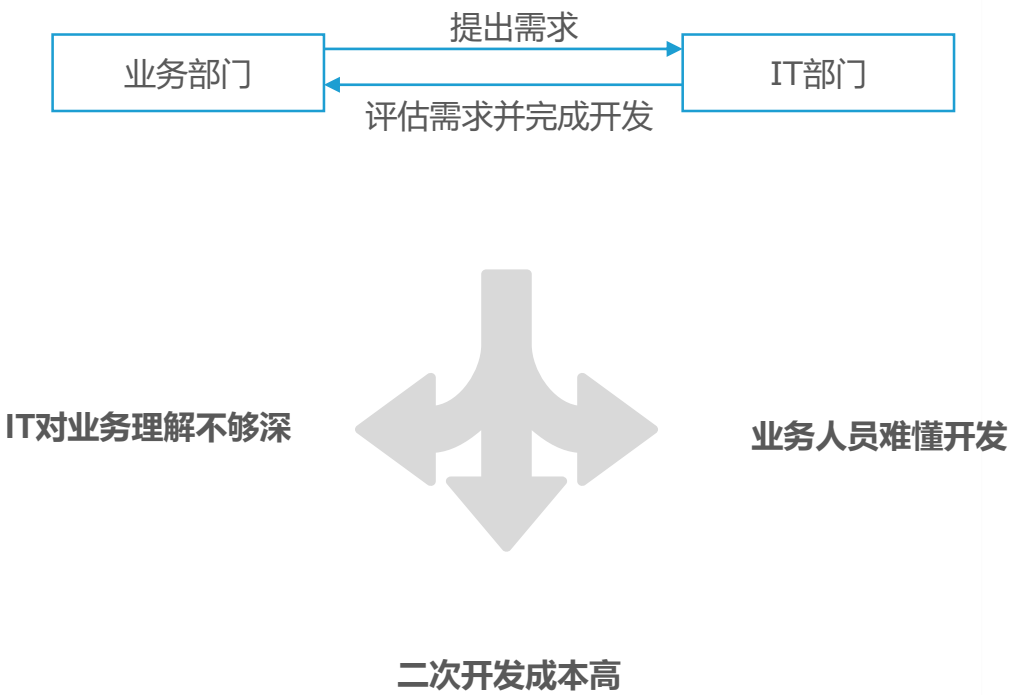 提出需求
业务部门
IT部门
评估需求并完成开发
IT对业务理解不够深
业务人员难懂开发
二次开发成本高